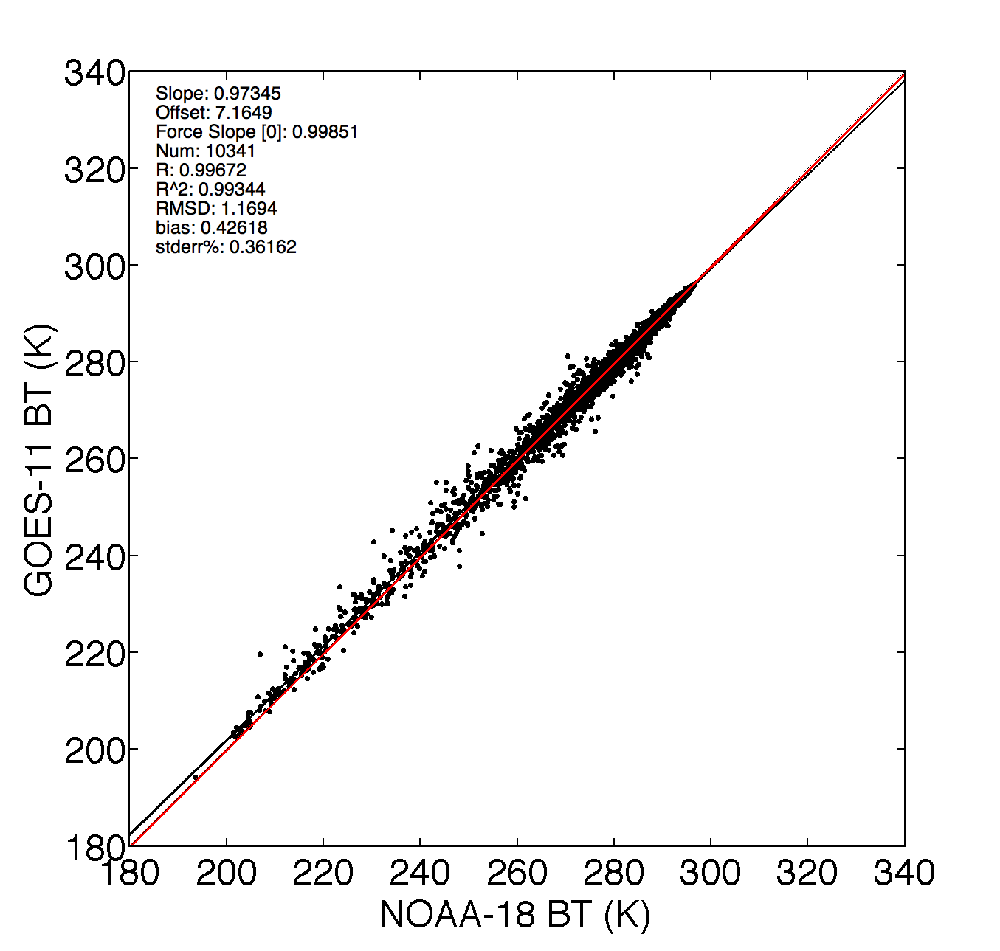 340
320
300
280
260
240
220
200
180
Slope: 0.97345
Offset: 7.1649
Force Slope [0]: 0.99851
Num: 10341
R: 0.99672
R^2: 0.99344
RMSD: 1.1694
bias: 0.42618
stderr%: 0.36162
GOES-11 BT (K)
180 200 220 240 260 280 300 320 340
NOAA-18 BT (K)